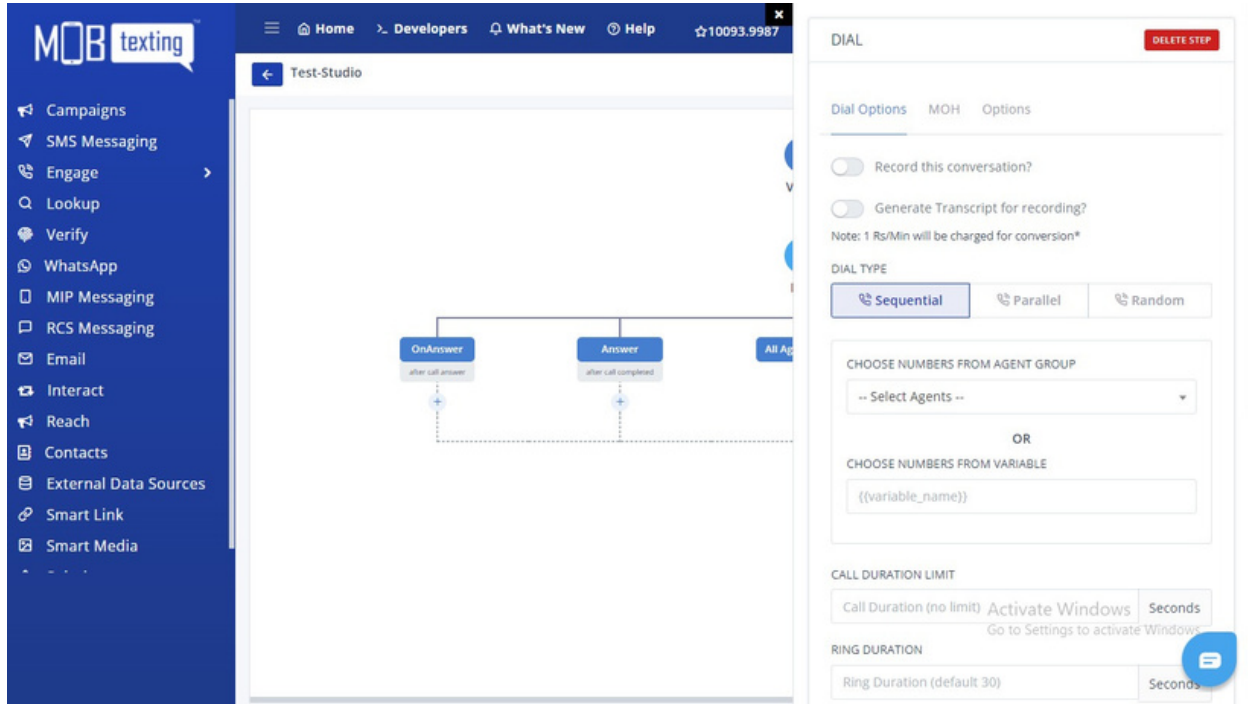 MOB texting
Home
Developers
What's New
Help
10093.9987
Test-Studio
Campaigns
SMS Messaging
Engage
Lookup
Verify
WhatsApp
MIP Messaging
RCS Messaging
Email
Interact
Reach
Contacts
External Data Sources
Smart Link
Smart Media
OnAnswer
after call answer
Answer
after call completed
All Ag
DIAL
DELETE STEP
Dial Options
MOH
Options
Record this conversation?
Generate Transcript for recording?
Note: 1 Rs/Min will be charged for conversion*
DIAL TYPE
Sequential
Parallel
Random
CHOOSE NUMBERS FROM AGENT GROUP
-- Select Agents --
OR
CHOOSE NUMBERS FROM VARIABLE
{{variable_name}}
CALL DURATION LIMIT
Call Duration (no limit)
Seconds
Activate Windows
Go to Settings to activate Windows.
RING DURATION
Ring Duration (default 30)
Seconds